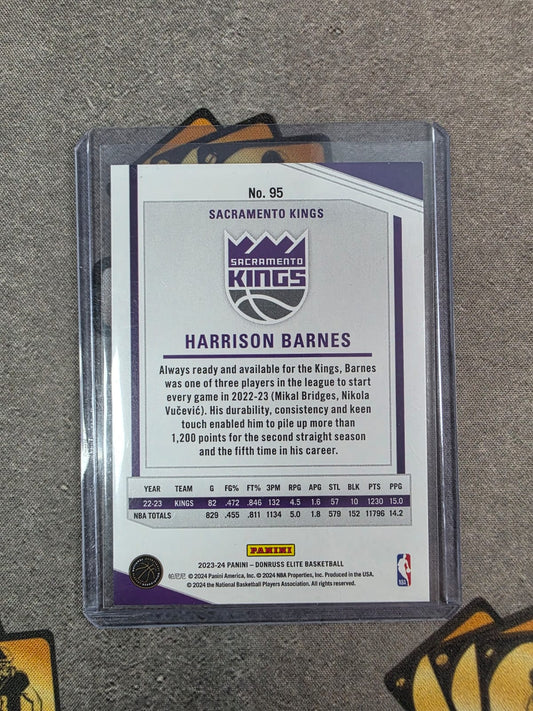 No. 95
SACRAMENTO KINGS
SACRAMENTO
KINGS
HARRISON BARNES
Always ready and available for the Kings, Barnes
was one of three players in the league to start
every game in 2022-23 (Mikal Bridges, Nikola
Vučević). His durability, consistency and keen
touch enabled him to pile up more than
1,200 points for the second straight season
and the fifth time in his career.
YEAR TEAM G FG% FT% 3PM RPG APG STL BLK PTS PPG
22-23 KINGS 82 .472 .846 132 4.5 1.6 57 10 1230 15.0
NBA TOTALS 829 .455 .811 1134 5.0 1.8 579 152 11796 14.2
PANINI
2023-24 PANINI – DONRUSS ELITE BASKETBALL
帕尼尼 © 2024 Panini America, Inc. © 2024 NBA Properties, Inc. Produced in the USA.
© 2024 the National Basketball Players Association. All rights reserved.
NBA